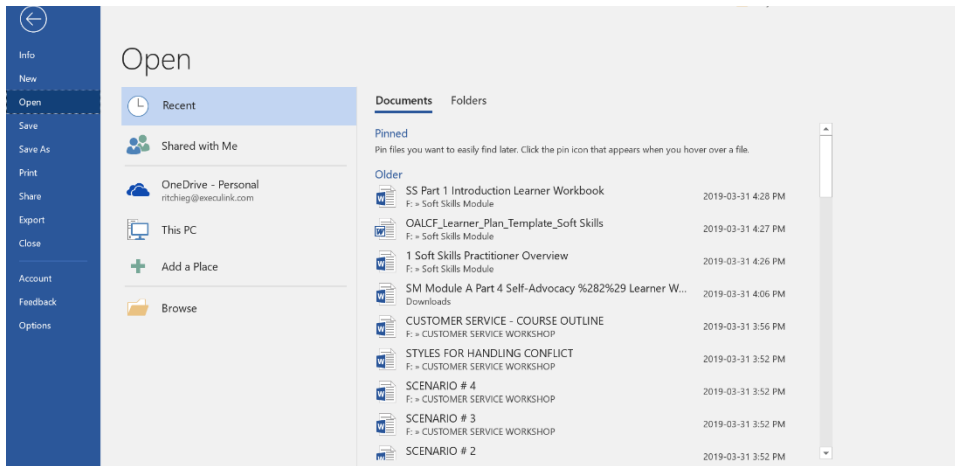 Info
New
Open
Save
Save As
Print
Share
Export
Close
Account
Feedback
Options
Open
Recent
Shared with Me
OneDrive - Personal
ritchieg@execulink.com
This PC
Add a Place
Browse
Documents Folders
Pinned
Pin files you want to easily find later. Click the pin icon that appears when you hover over a file.
Older
SS Part 1 Introduction Learner Workbook
F: » Soft Skills Module
2019-03-31 4:28 PM
OALCF_Learner_Plan_Template_Soft Skills
F: » Soft Skills Module
2019-03-31 4:27 PM
1 Soft Skills Practitioner Overview
F: » Soft Skills Module
2019-03-31 4:26 PM
SM Module A Part 4 Self-Advocacy %282%29 Learner W...
Downloads
2019-03-31 4:06 PM
CUSTOMER SERVICE - COURSE OUTLINE
F: » CUSTOMER SERVICE WORKSHOP
2019-03-31 3:56 PM
STYLES FOR HANDLING CONFLICT
F: » CUSTOMER SERVICE WORKSHOP
2019-03-31 3:52 PM
SCENARIO # 4
F: » CUSTOMER SERVICE WORKSHOP
2019-03-31 3:52 PM
SCENARIO # 3
F: » CUSTOMER SERVICE WORKSHOP
2019-03-31 3:52 PM
SCENARIO # 2
2019-03-31 3:52 PM